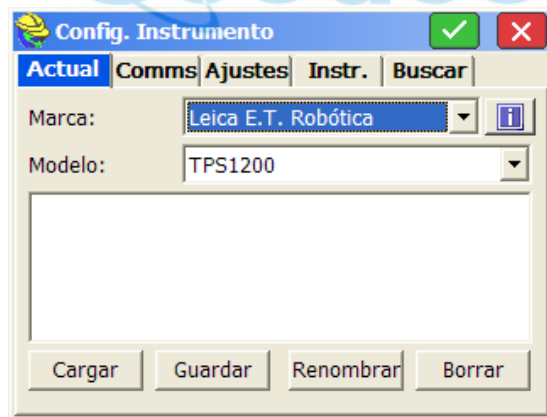 Config. Instrumento
Actual Comms Ajustes Instr. Buscar
Marca: Leica E.T. Robótica
Modelo: TPS1200
Cargar Guardar Renombrar Borrar